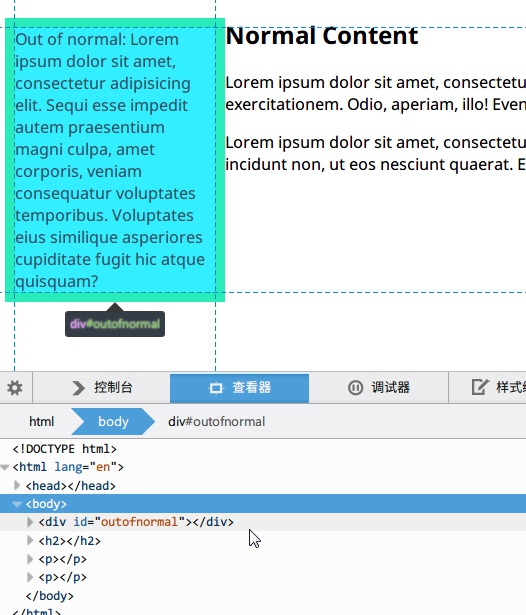 Out of normal: Lorem
ipsum dolor sit amet,
consectetur adipisicing
elit. Sequi esse impedit
autem praesentium
magni culpa, amet
corporis, veniam
consequatur voluptates
temporibus. Voluptates
eius similique asperiores
cupiditate fugit hic atque
quisquam?
Normal Content
Lorem ipsum dolor sit amet, consectetu
exercitationem. Odio, aperiam, illo! Even
Lorem ipsum dolor sit amet, consectetu
incidunt non, ut eos nesciunt quaerat. E
div#outofnormal
控制台 查看器 调试器 样式
html body div#outofnormal
<!DOCTYPE html>
<html lang="en">
<head></head>
<body>
<div id="outofnormal"></div>
<h2></h2>
<p></p>
<p></p>
</body>
</html>